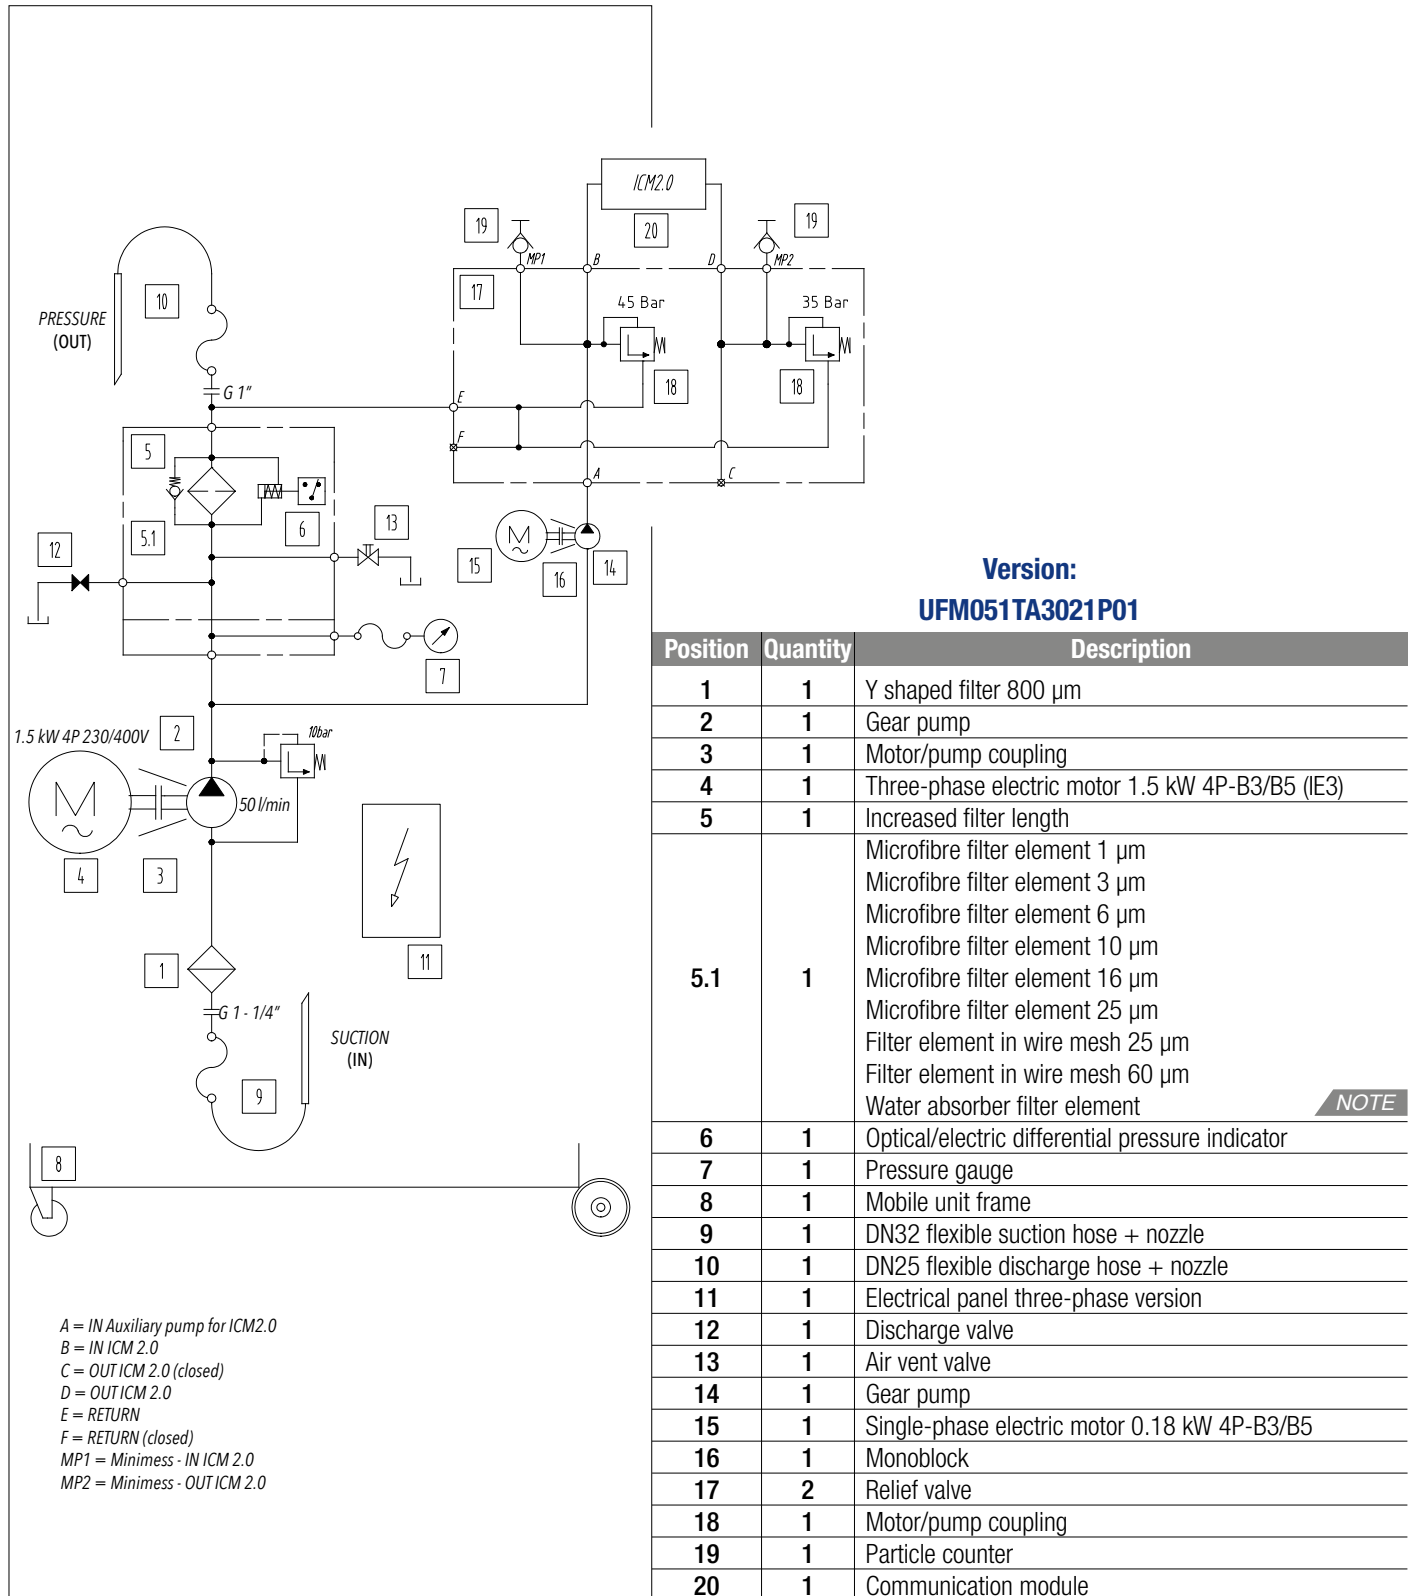 ICM2.0
19
20
19
MP1
B
D
MP2
17
45 Bar
35 Bar
18
18
10
PRESSURE
(OUT)
G 1"
E
F
A
C
5
5.1
6
13
12
15
16
14
7
1.5 kW 4P 230/400V
2
10bar
M
50 l/min
4
3
11
1
G 1 - 1/4"
SUCTION
(IN)
9
8
A = IN Auxiliary pump for ICM2.0
B = IN ICM 2.0
C = OUT ICM 2.0 (closed)
D = OUT ICM 2.0
E = RETURN
F = RETURN (closed)
MP1 = Minimess - IN ICM 2.0
MP2 = Minimess - OUT ICM 2.0
Version:
UFM051TA3021P01
Position Quantity Description
1 1 Y shaped filter 800 µm
2 1 Gear pump
3 1 Motor/pump coupling
4 1 Three-phase electric motor 1.5 kW 4P-B3/B5 (IE3)
5 1 Increased filter length
Microfibre filter element 1 µm
Microfibre filter element 3 µm
Microfibre filter element 6 µm
Microfibre filter element 10 µm
5.1 1 Microfibre filter element 16 µm
Microfibre filter element 25 µm
Filter element in wire mesh 25 µm
Filter element in wire mesh 60 µm
Water absorber filter element NOTE
6 1 Optical/electric differential pressure indicator
7 1 Pressure gauge
8 1 Mobile unit frame
9 1 DN32 flexible suction hose + nozzle
10 1 DN25 flexible discharge hose + nozzle
11 1 Electrical panel three-phase version
12 1 Discharge valve
13 1 Air vent valve
14 1 Gear pump
15 1 Single-phase electric motor 0.18 kW 4P-B3/B5
16 1 Monoblock
17 2 Relief valve
18 1 Motor/pump coupling
19 1 Particle counter
20 1 Communication module
M